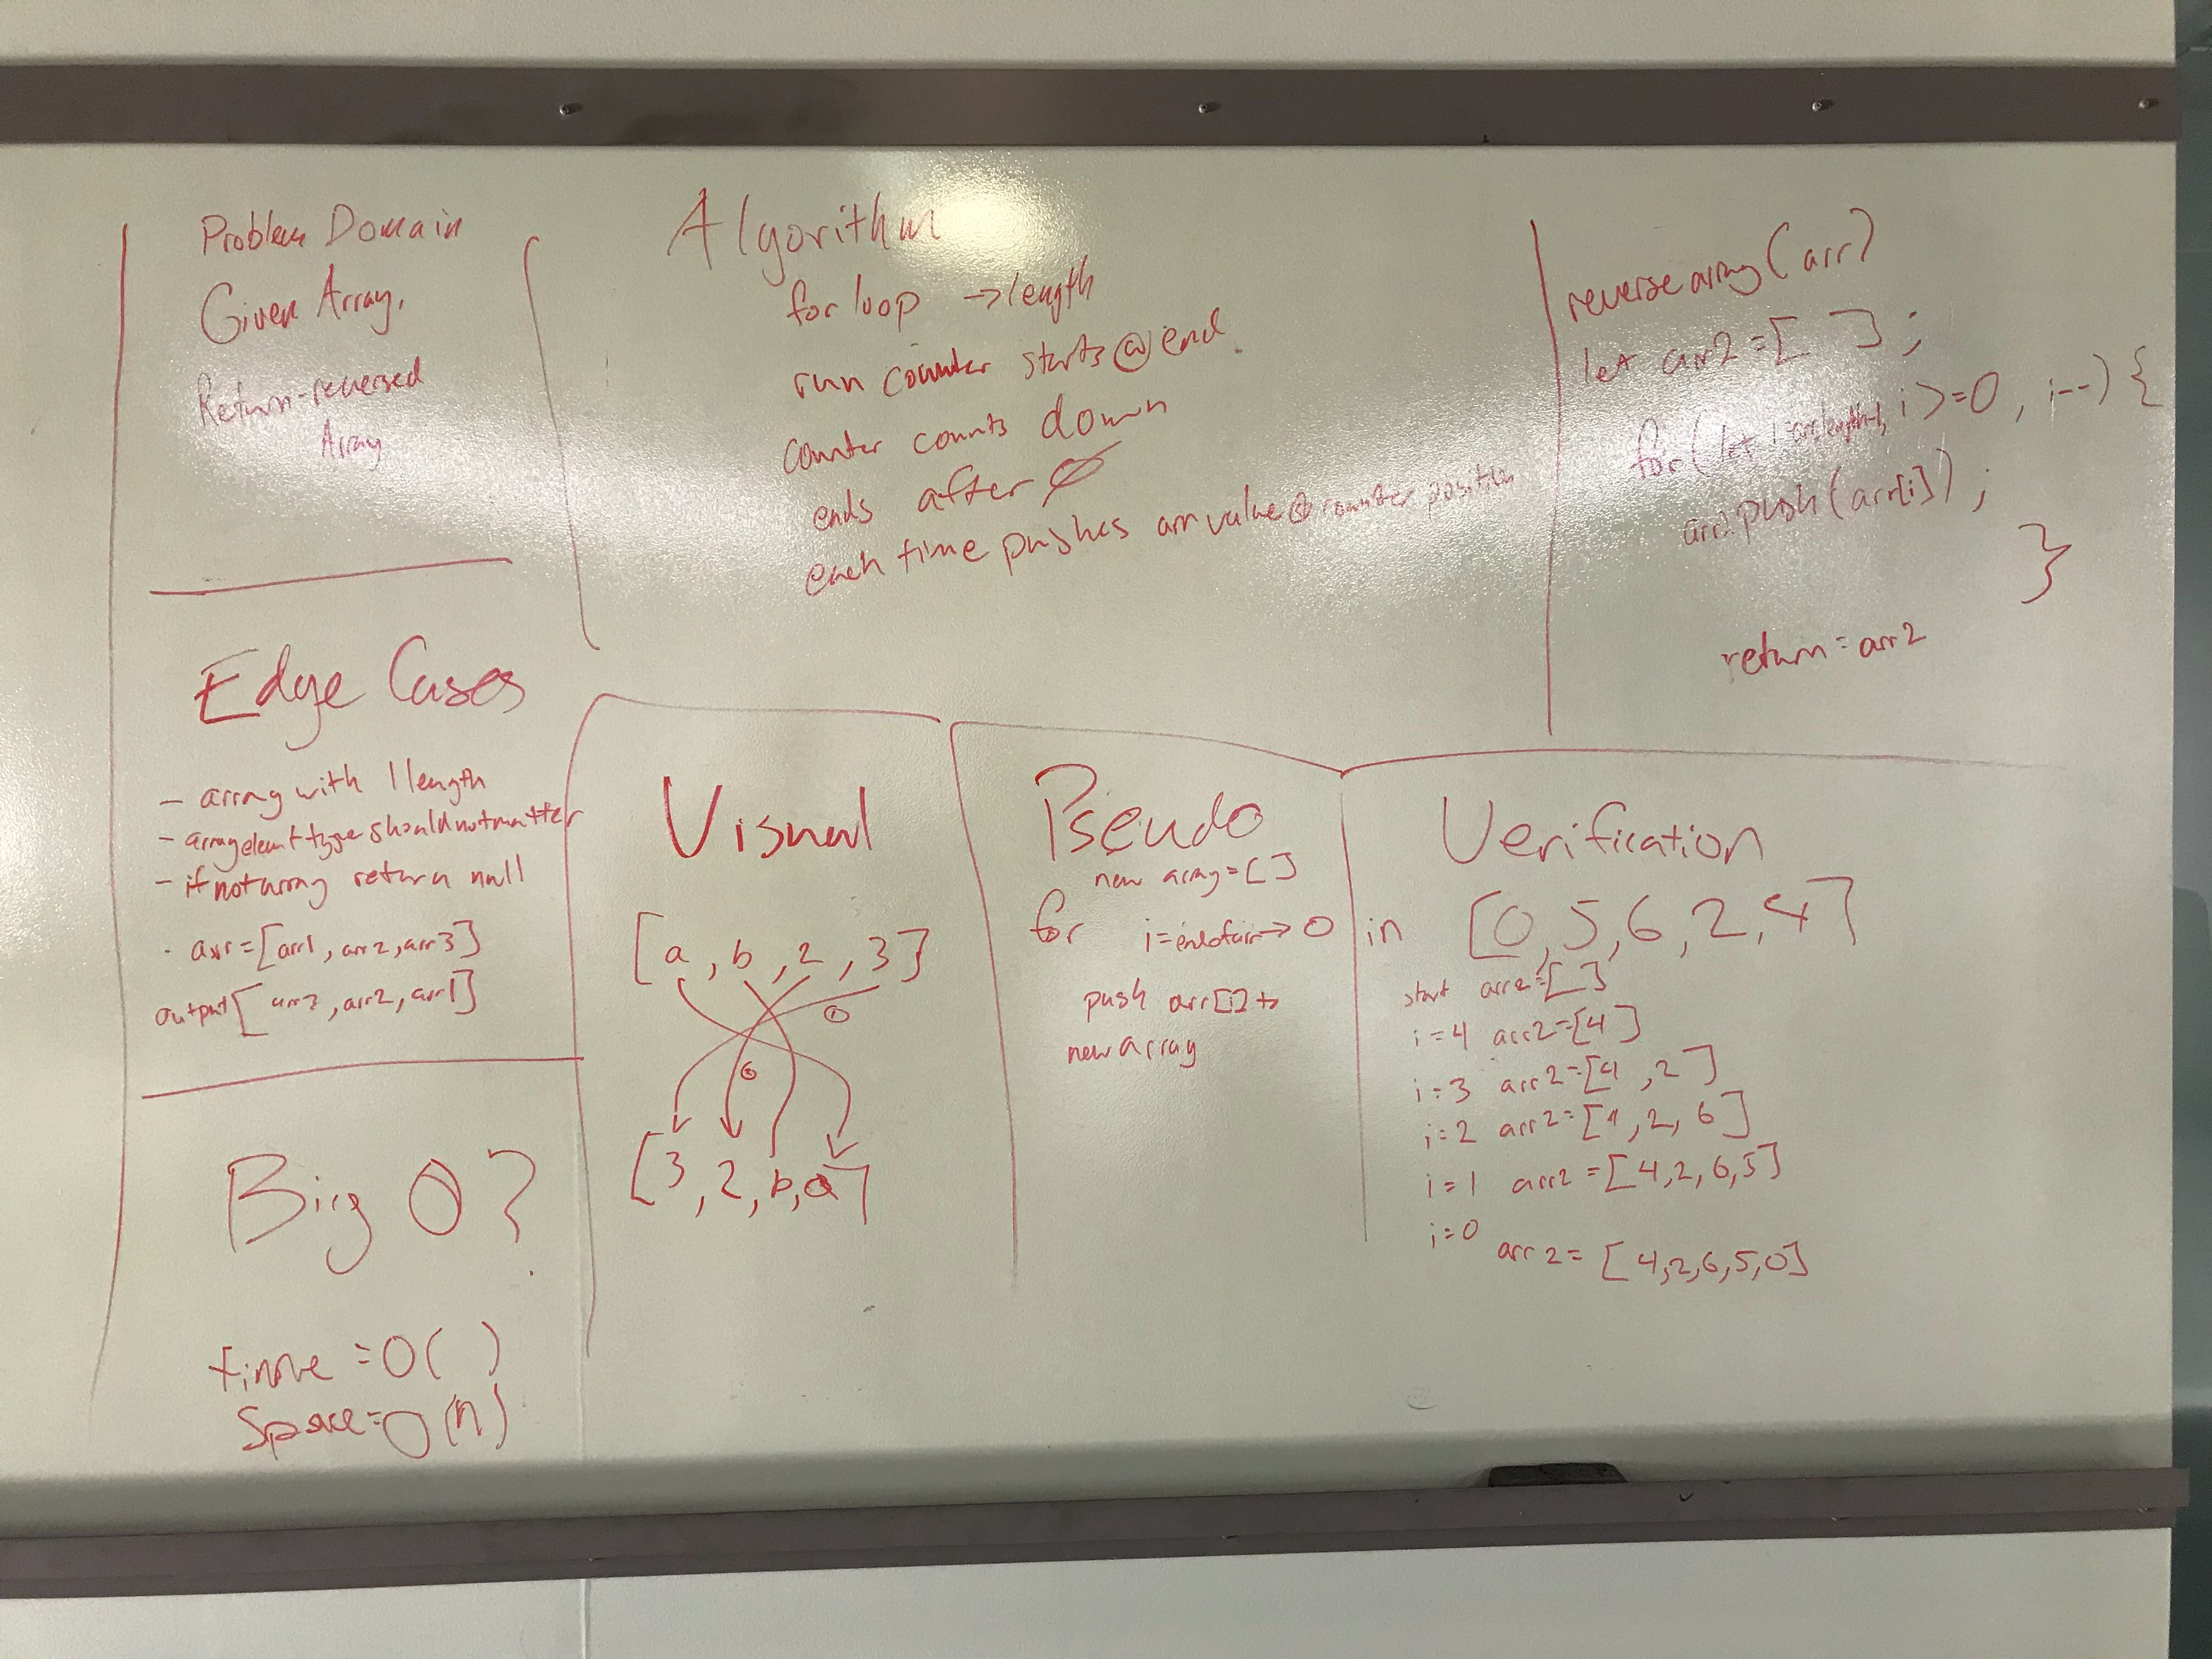 Problem Domain
Given Array,
Return-reversed
Array
Algorithm
for loop → length
run counter starts @ end
counter counts down
ends after 0
each time pushes arr value @ counter position
reverse array (arr)
let arr2 = [ ];
for (let i=arr.length-1, i >=0, i--) {
arr2.push(arr[i]);
}
return = arr2
Edge Cases
- array with 1 length
- array element type should not matter
- if not array return null
- arr = [arr1, arr2, arr3]
output [arr3, arr2, arr1]
Big O?
time = O( )
Space = O(n)
Visual
[a, b, 2, 3]
[3, 2, b, a]
Pseudo
new array = []
for i = end of arr → 0
push arr[i] to
new array
Verification
in [0, 5, 6, 2, 4]
start arr2 = [ ]
i = 4 arr2 = [4]
i = 3 arr2 = [4, 2]
i = 2 arr2 = [4, 2, 6]
i = 1 arr2 = [4, 2, 6, 5]
i = 0
arr2 = [4, 2, 6, 5, 0]